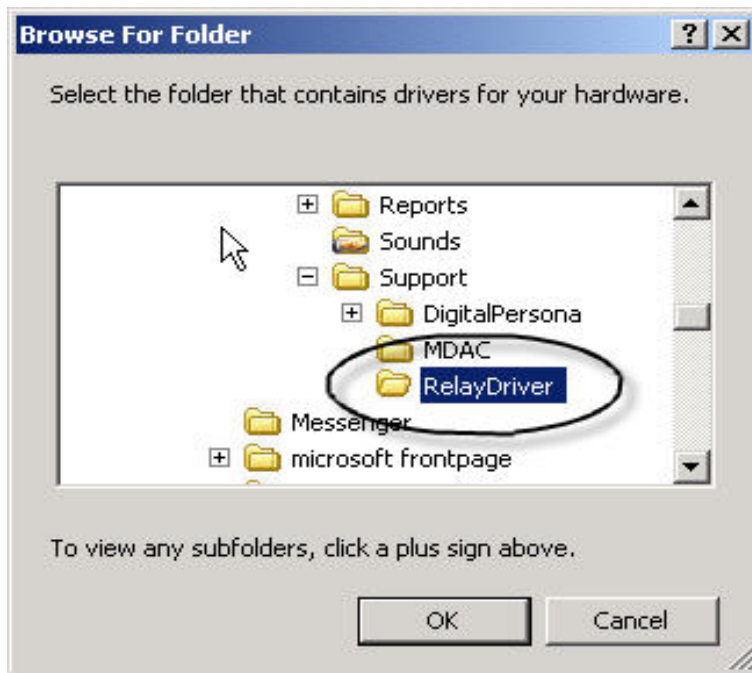 Browse For Folder
Select the folder that contains drivers for your hardware.
Reports
Sounds
Support
DigitalPersona
MDAC
RelayDriver
Messenger
microsoft frontpage
To view any subfolders, click a plus sign above.
OK Cancel